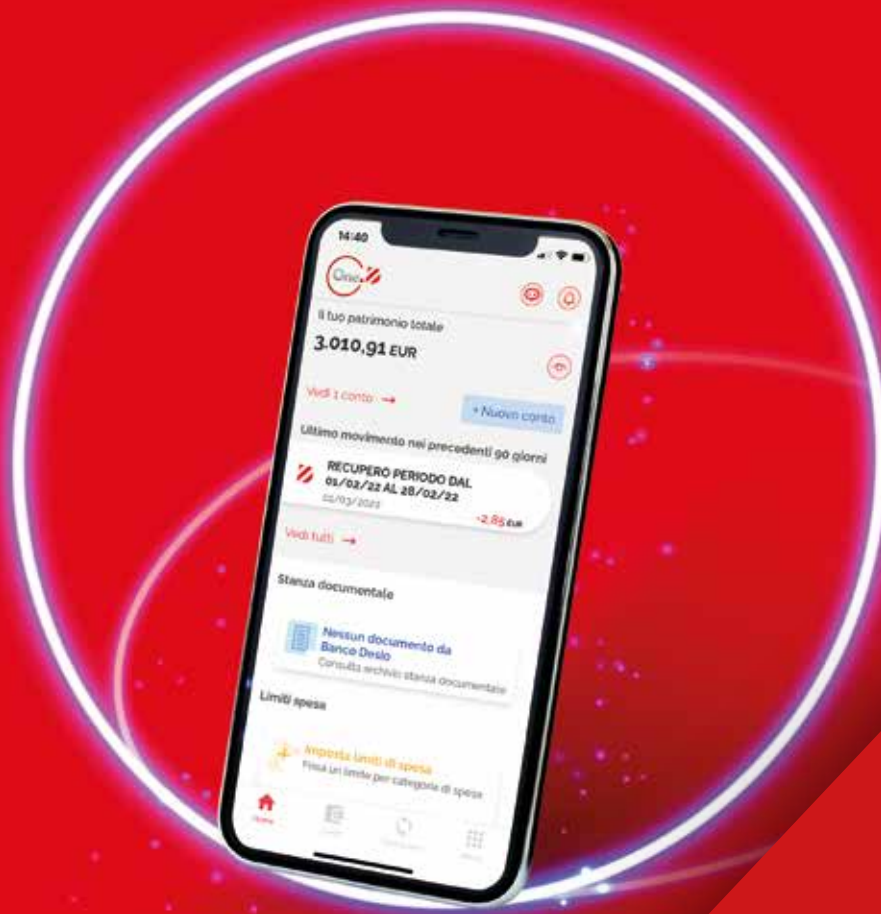 14:40
One
Il tuo patrimonio totale
3.010,91 EUR
Vedi 1 conto →
+ Nuovo conto
Ultimo movimento nei precedenti 90 giorni
RECUPERO PERIODO DAL
01/02/22 AL 28/02/22
-2,85 EUR
Vedi tutti →
Stanza documentale
Nessun documento da
Banco Desio
Consulta archivio stanza documentale
Limiti spesa
Imposta limiti di spesa
Fissa un limite per categorie di spesa
Home